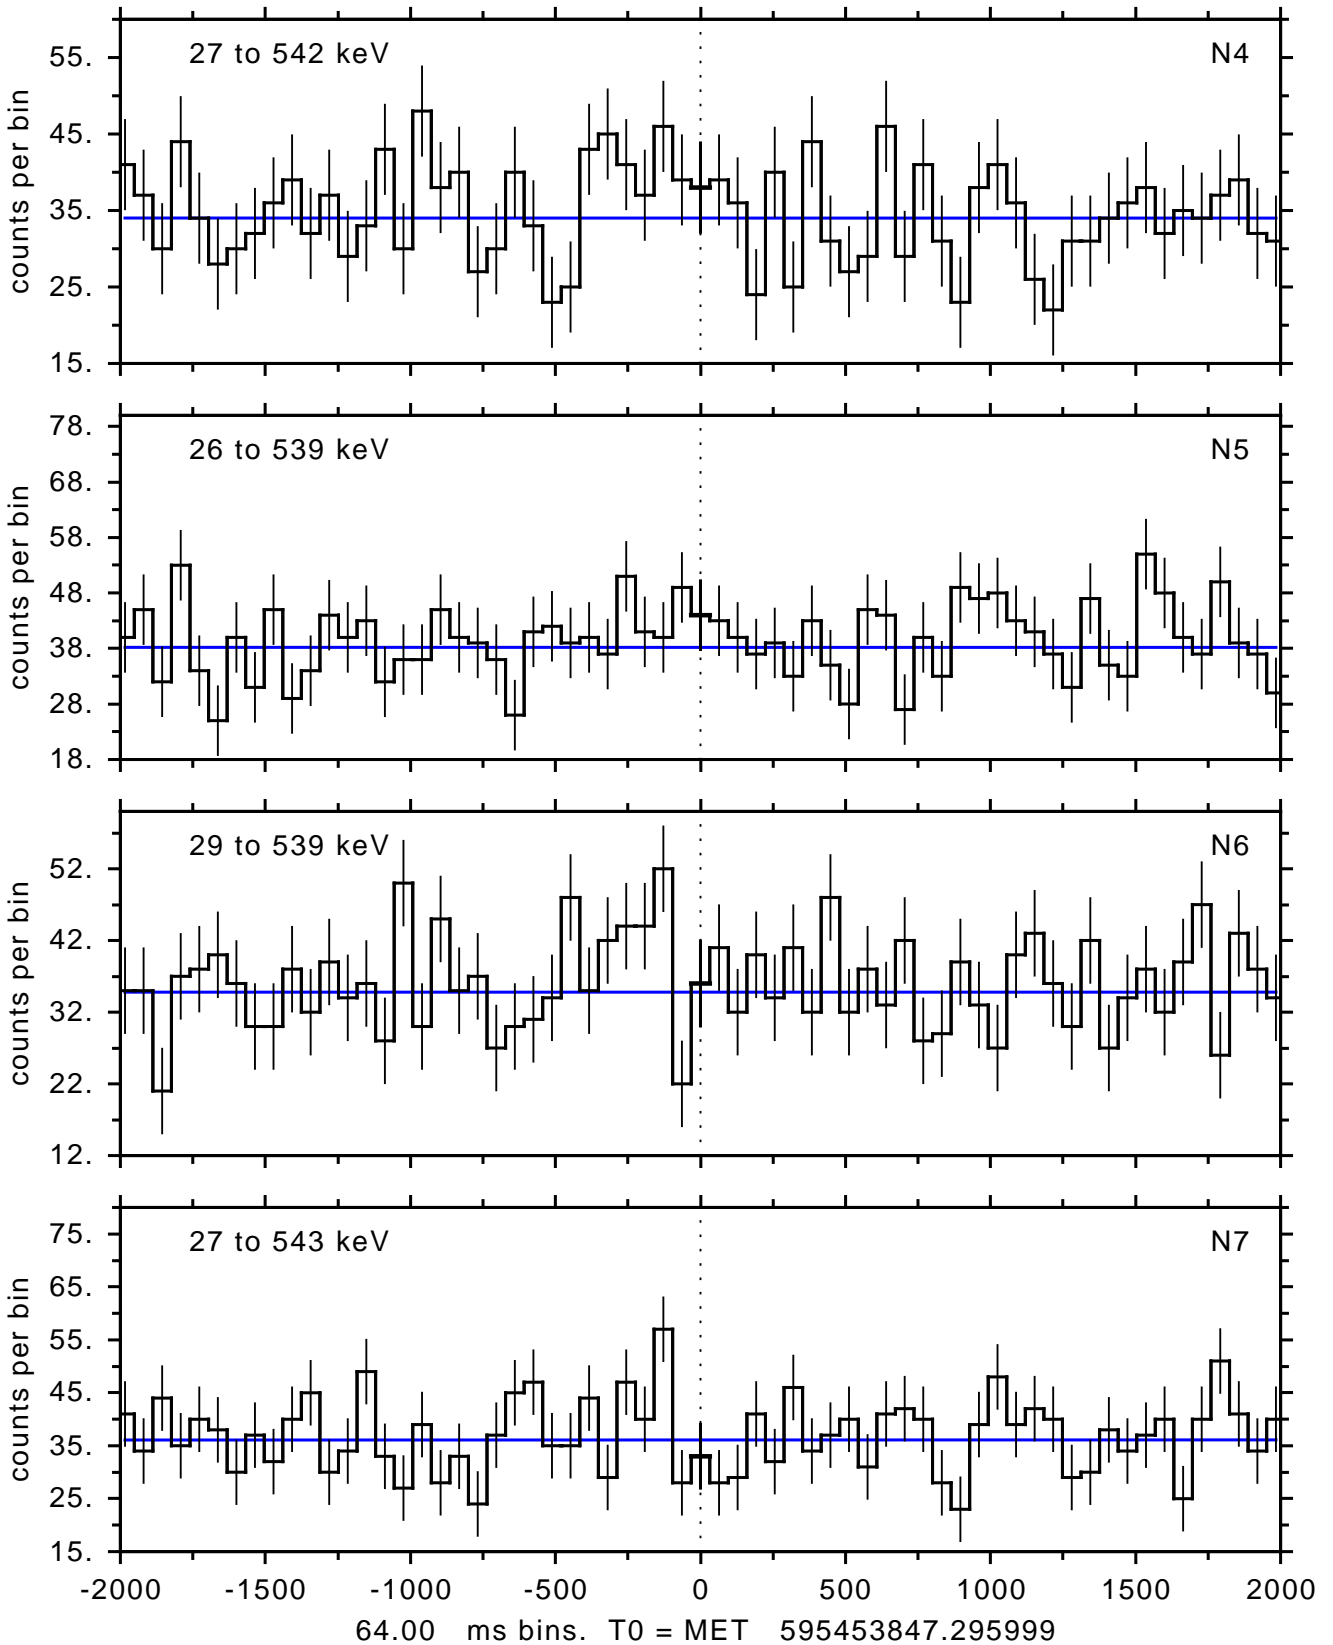 27 to 542 keV N4
55.
45.
35.
25.
15.
counts per bin
26 to 539 keV N5
78.
68.
58.
48.
38.
28.
18.
counts per bin
29 to 539 keV N6
52.
42.
32.
22.
12.
counts per bin
27 to 543 keV N7
75.
65.
55.
45.
35.
25.
15.
counts per bin
-2000 -1500 -1000 -500 0 500 1000 1500 2000
64.00 ms bins. T0 = MET 595453847.295999